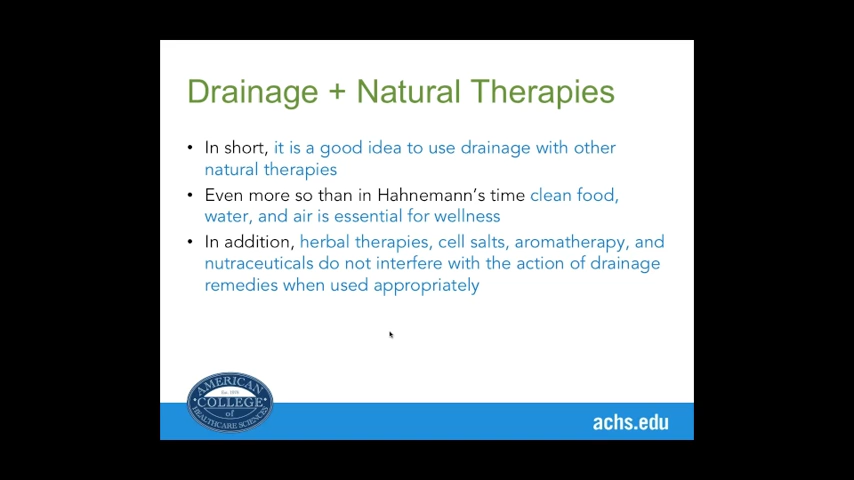 Drainage + Natural Therapies
• In short, it is a good idea to use drainage with other
natural therapies
• Even more so than in Hahnemann's time clean food,
water, and air is essential for wellness
• In addition, herbal therapies, cell salts, aromatherapy, and
nutraceuticals do not interfere with the action of drainage
remedies when used appropriately
AMERICAN
Est. 1978
COLLEGE
of
HEALTHCARE SCIENCES
achs.edu